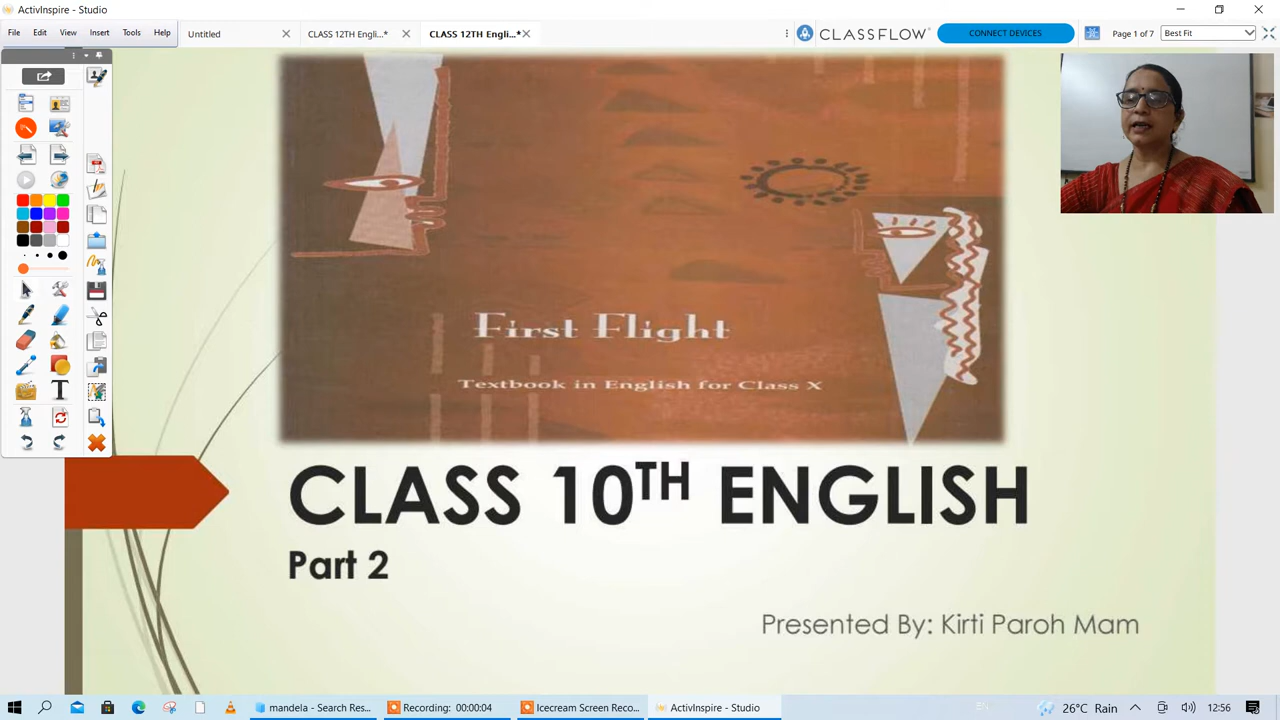 ActivInspire - Studio
File Edit View Insert Tools Help
Untitled
CLASS 12TH Engli...*
CLASS 12TH Engli...*
CLASSFLOW
CONNECT DEVICES
Page 1 of 7
Best Fit
First Flight
Textbook in English for Class X
CLASS 10TH ENGLISH
Part 2
Presented By: Kirti Paroh Mam
T
mandela - Search Res...
Recording: 00:00:04
Icecream Screen Reco...
ActivInspire - Studio
26°C Rain
12:56